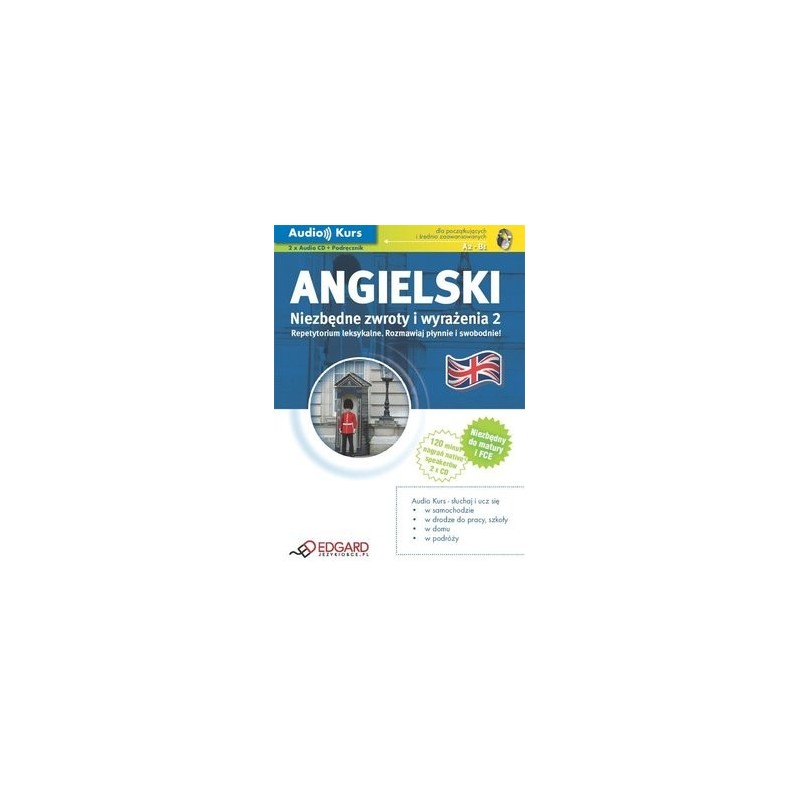 Audio Kurs
2 x Audio CD + Podręcznik
dla początkujących
i średnio zaawansowanych
A2 - B2
ANGIELSKI
Niezbędne zwroty i wyrażenia 2
Repetytorium leksykalne. Rozmawiaj płynnie i swobodnie!
120 minut
nagrań native
speakerów
2 x CD
Niezbędny
do matury
i FCE
Audio Kurs - słuchaj i ucz się
• w samochodzie
• w drodze do pracy, szkoły
• w domu
• w podróży
EDGARD
JEZYKIOBCE.PL